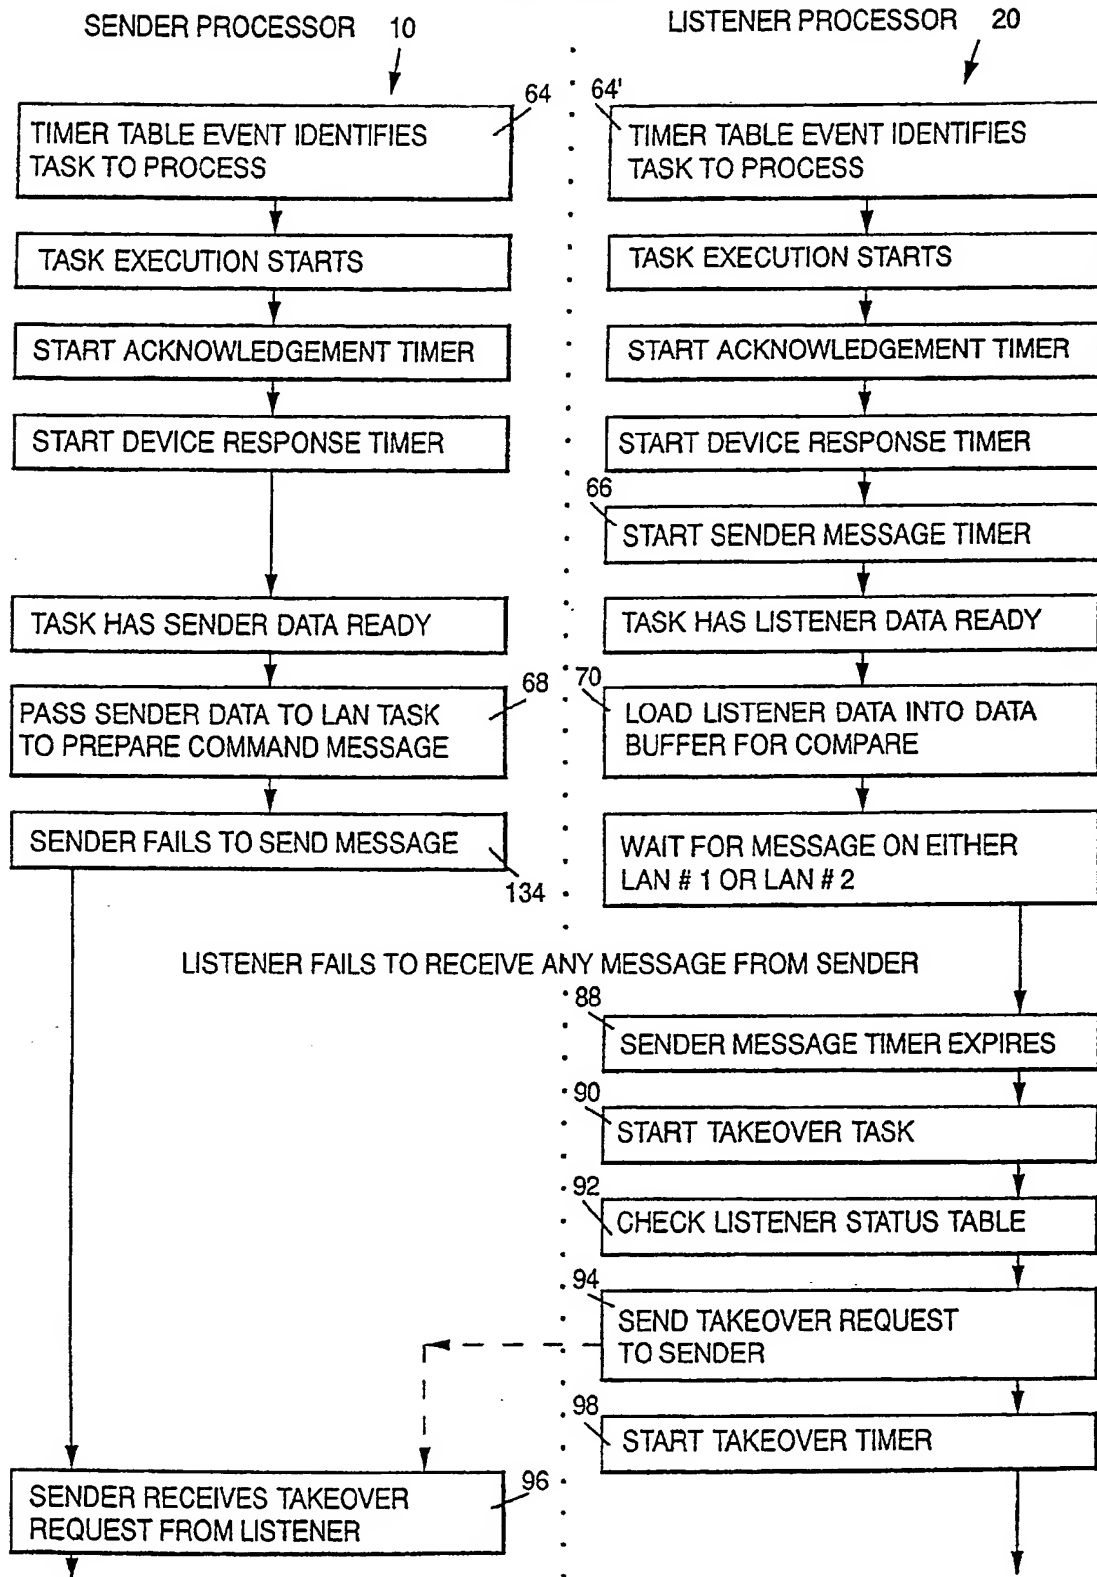 SENDER PROCESSOR 10
LISTENER PROCESSOR 20
64
TIMER TABLE EVENT IDENTIFIES
TASK TO PROCESS
64'
TIMER TABLE EVENT IDENTIFIES
TASK TO PROCESS
TASK EXECUTION STARTS
TASK EXECUTION STARTS
START ACKNOWLEDGEMENT TIMER
START ACKNOWLEDGEMENT TIMER
START DEVICE RESPONSE TIMER
START DEVICE RESPONSE TIMER
66
START SENDER MESSAGE TIMER
TASK HAS SENDER DATA READY
TASK HAS LISTENER DATA READY
68
PASS SENDER DATA TO LAN TASK
TO PREPARE COMMAND MESSAGE
70
LOAD LISTENER DATA INTO DATA
BUFFER FOR COMPARE
SENDER FAILS TO SEND MESSAGE
134
WAIT FOR MESSAGE ON EITHER
LAN # 1 OR LAN # 2
LISTENER FAILS TO RECEIVE ANY MESSAGE FROM SENDER
88
SENDER MESSAGE TIMER EXPIRES
90
START TAKEOVER TASK
92
CHECK LISTENER STATUS TABLE
94
SEND TAKEOVER REQUEST
TO SENDER
98
START TAKEOVER TIMER
96
SENDER RECEIVES TAKEOVER
REQUEST FROM LISTENER